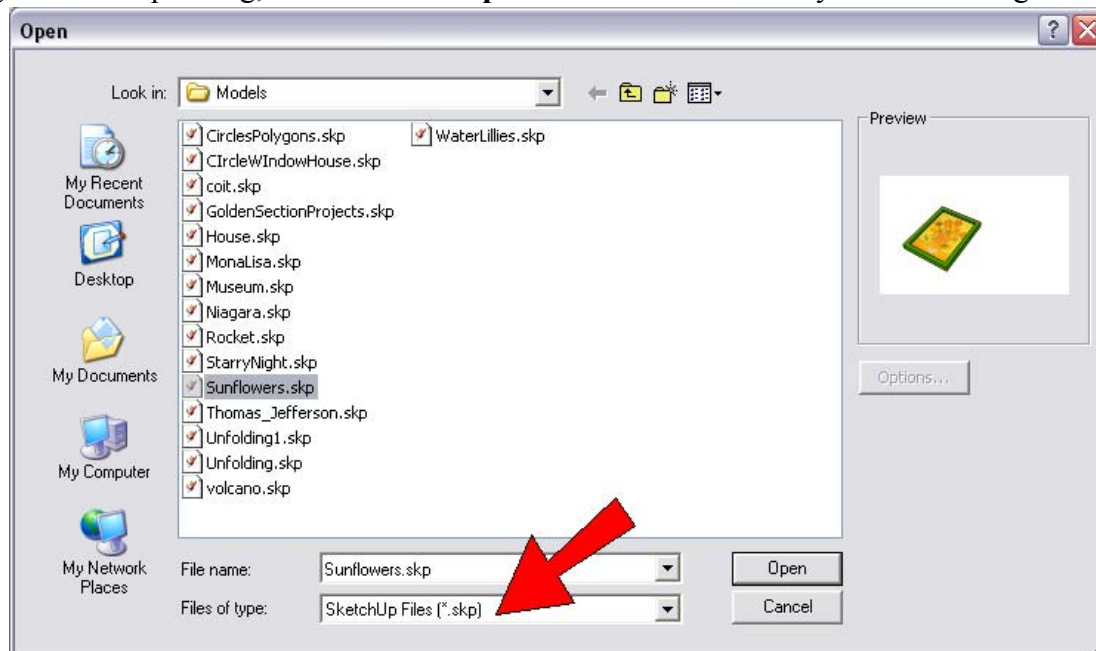 Open
Look in:
Models
Preview
My Recent
Documents
Desktop
My Documents
My Computer
My Network
Places
CirclesPolygons.skp
CIrcleWIndowHouse.skp
coit.skp
GoldenSectionProjects.skp
House.skp
MonaLisa.skp
Museum.skp
Niagara.skp
Rocket.skp
StarryNight.skp
Sunflowers.skp
Thomas_Jefferson.skp
Unfolding1.skp
Unfolding.skp
volcano.skp
WaterLillies.skp
Options...
File name:
Sunflowers.skp
Open
Files of type:
SketchUp Files (*.skp)
Cancel